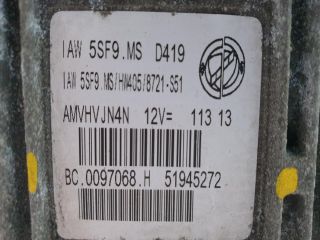 IAW 5SF9.MS D419
IAW 5SF9.MS/HW405/8721-S51
AMVHVJN4N 12V= 113 13
BC.0097068.H 51945272